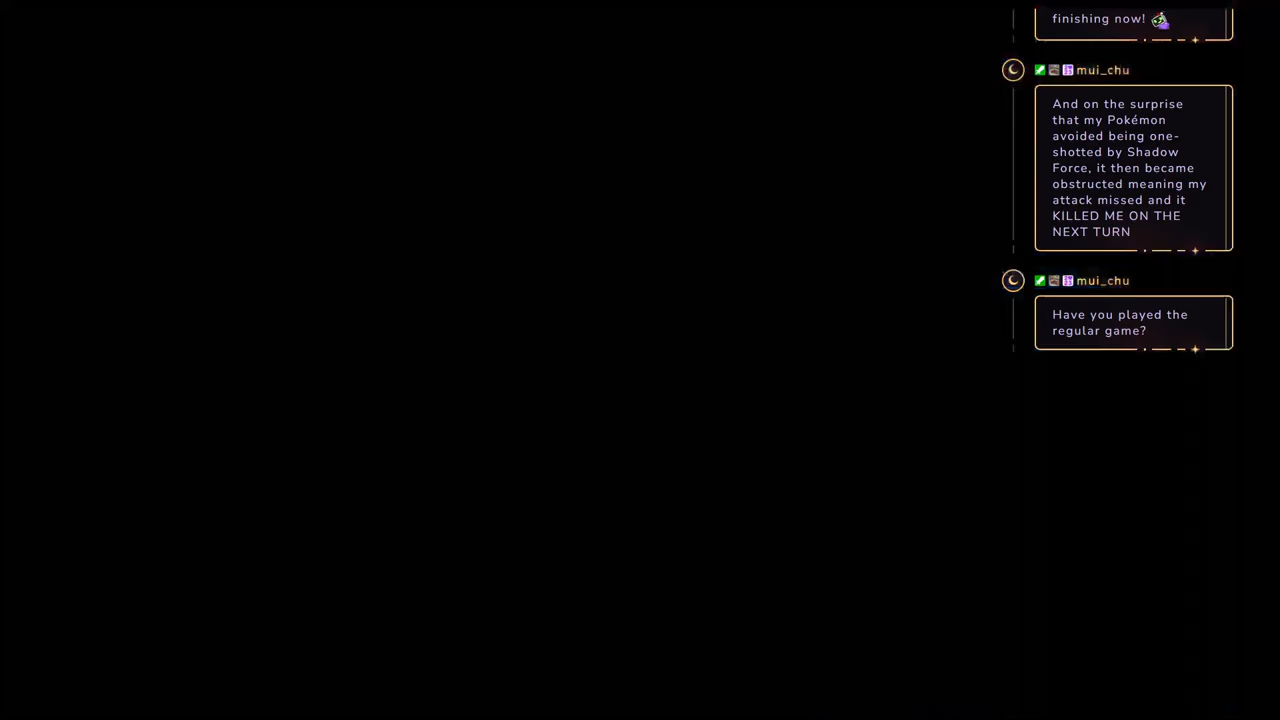 finishing now!
mui_chu
And on the surprise
that my Pokémon
avoided being one-
shotted by Shadow
Force, it then became
obstructed meaning my
attack missed and it
KILLED ME ON THE
NEXT TURN
mui_chu
Have you played the
regular game?